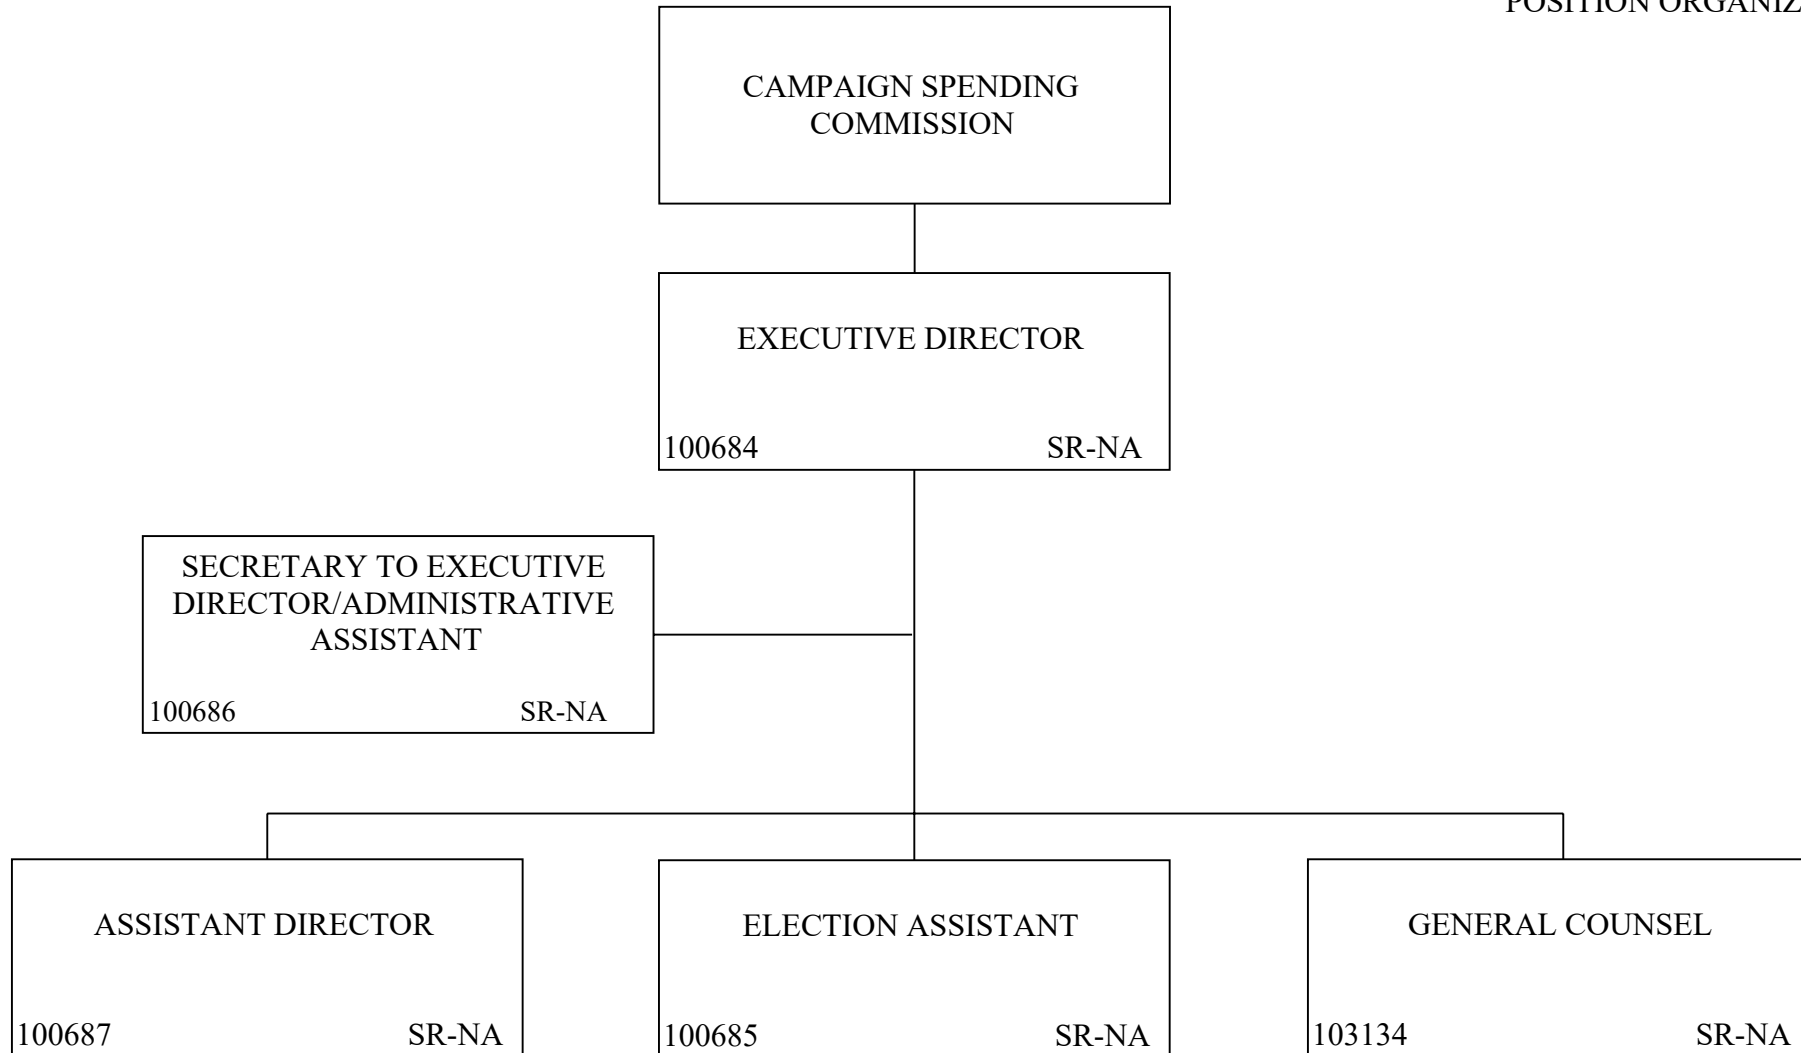 POSITION ORGANIZ
CAMPAIGN SPENDING
COMMISSION
EXECUTIVE DIRECTOR
100684 SR-NA
SECRETARY TO EXECUTIVE
DIRECTOR/ADMINISTRATIVE
ASSISTANT
100686 SR-NA
ASSISTANT DIRECTOR
100687 SR-NA
ELECTION ASSISTANT
100685 SR-NA
GENERAL COUNSEL
103134 SR-NA